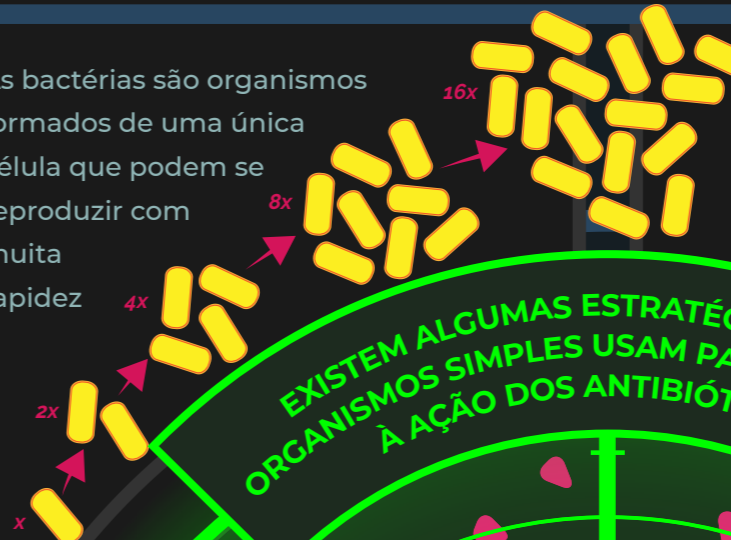 s bactérias são organismos
ormados de uma única
élula que podem se
eproduzir com
muita
apidez
16x
8x
4x
2x
x
EXISTEM ALGUMAS ESTRATÉG
ORGANISMOS SIMPLES USAM PA
À AÇÃO DOS ANTIBIÓT